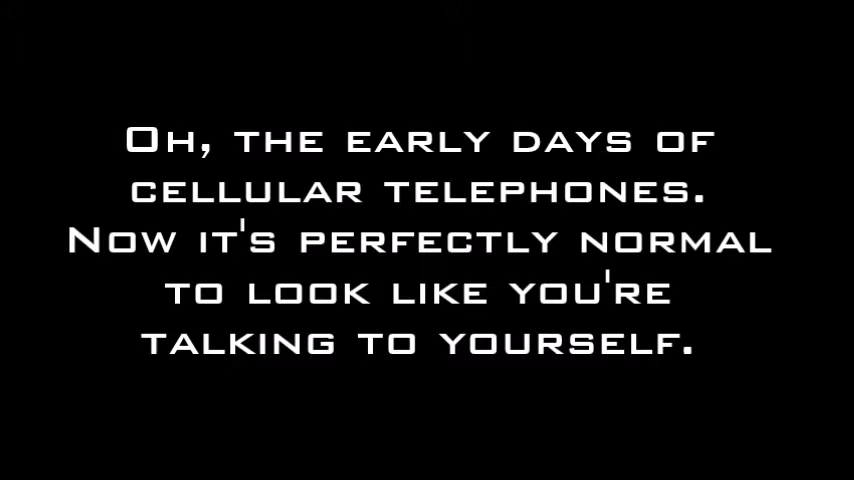 Oh, the early days of
cellular telephones.
Now it's perfectly normal
to look like you're
talking to yourself.